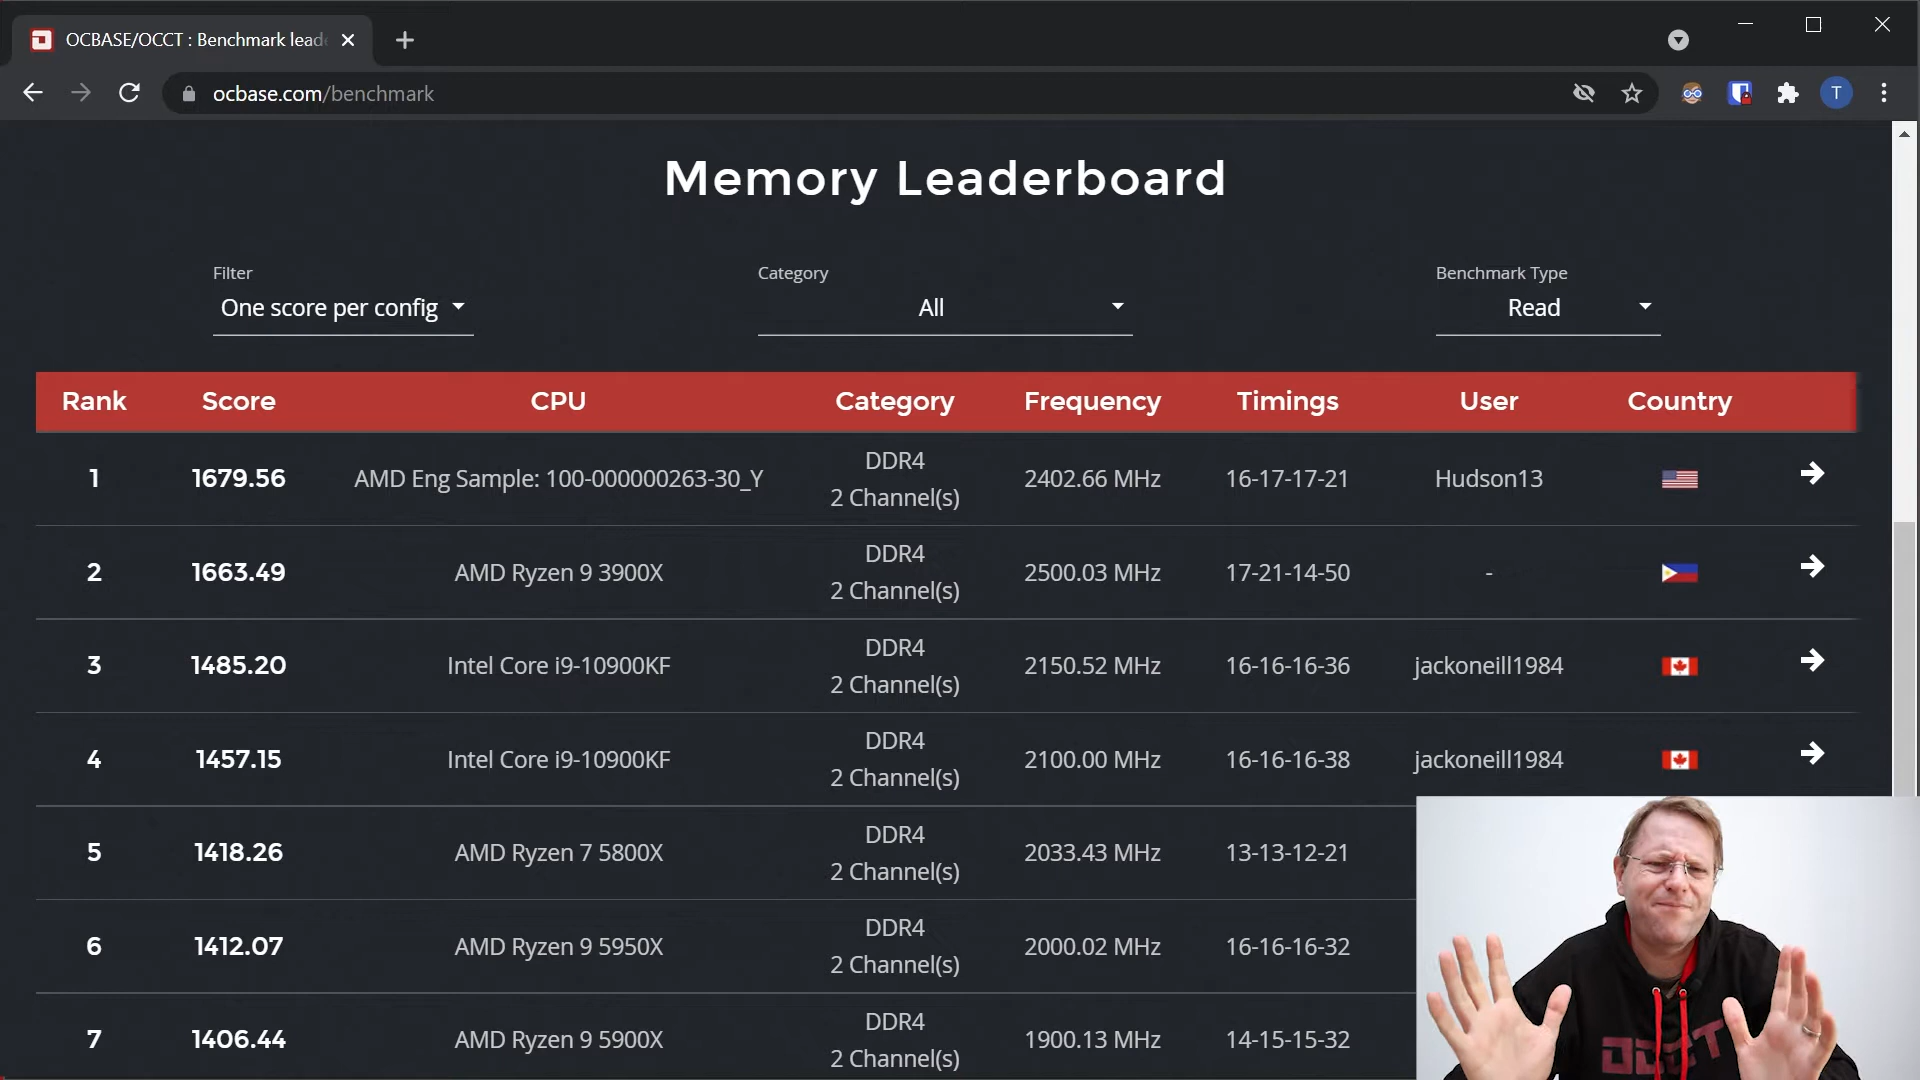 OCBASE/OCCT : Benchmark lead
ocbase.com/benchmark
T
Memory Leaderboard
Filter
One score per config
Category
All
Benchmark Type
Read
Rank Score CPU Category Frequency Timings User Country
1 1679.56 AMD Eng Sample: 100-000000263-30_Y DDR4 2 Channel(s) 2402.66 MHz 16-17-17-21 Hudson13
2 1663.49 AMD Ryzen 9 3900X DDR4 2 Channel(s) 2500.03 MHz 17-21-14-50 -
3 1485.20 Intel Core i9-10900KF DDR4 2 Channel(s) 2150.52 MHz 16-16-16-36 jackoneill1984
4 1457.15 Intel Core i9-10900KF DDR4 2 Channel(s) 2100.00 MHz 16-16-16-38 jackoneill1984
5 1418.26 AMD Ryzen 7 5800X DDR4 2 Channel(s) 2033.43 MHz 13-13-12-21
6 1412.07 AMD Ryzen 9 5950X DDR4 2 Channel(s) 2000.02 MHz 16-16-16-32
7 1406.44 AMD Ryzen 9 5900X DDR4 2 Channel(s) 1900.13 MHz 14-15-15-32
OCCT